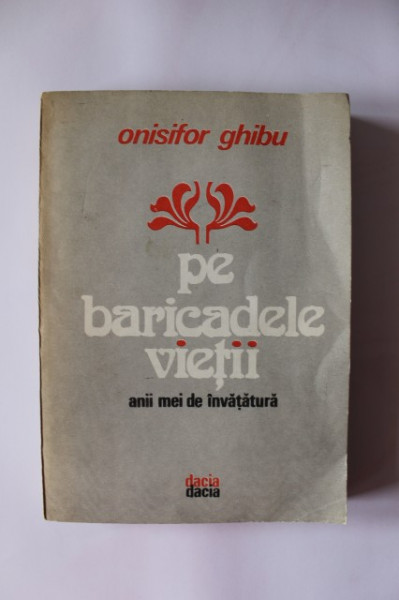 onisifor ghibu
pe
baricadele
vieții
anii mei de învățătură
dacia
dacia